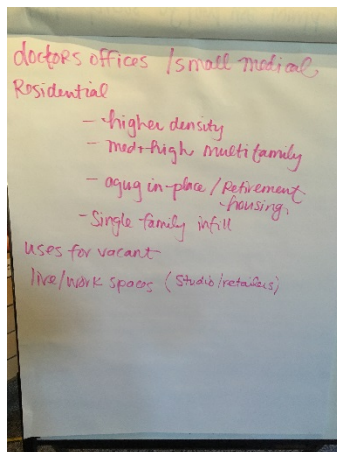 doctors offices / small medical
Residential
- higher density
- med+high multi family
- aging in-place / Retirement
housing
- Single family infill
uses for vacant
live/work spaces (Studio/retailers)